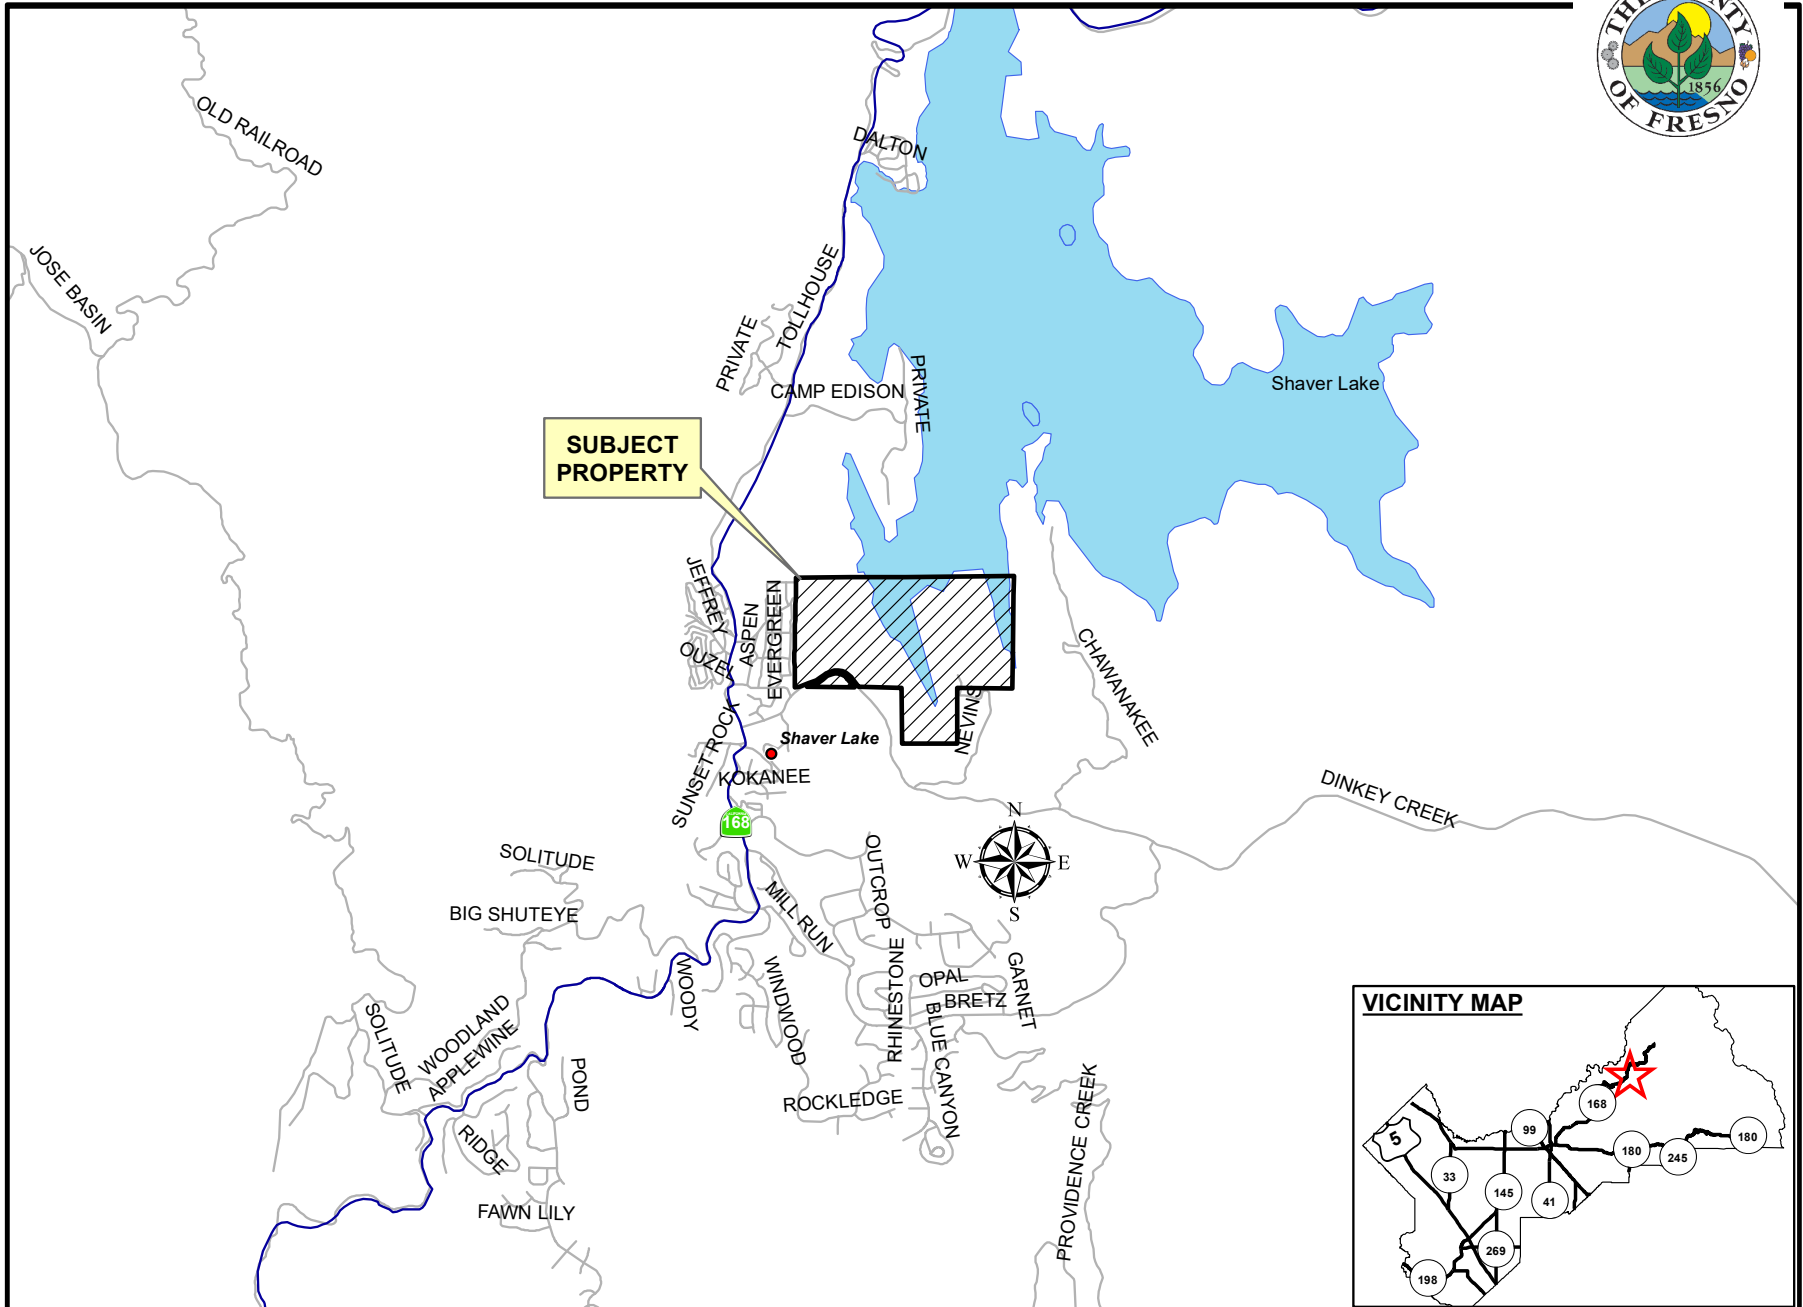 THE COUNTY
OF FRESNO
1856
OLD RAILROAD
DALTON
JOSE BASIN
TOLLHOUSE
PRIVATE
CAMP EDISON
PRIVATE
Shaver Lake
SUBJECT
PROPERTY
JEFFREY
ASPEN
EVERGREEN
OUZEL
CHAWANAKEE
NEVINS
SUNSET ROCK
Shaver Lake
KOKANEE
DINKEY CREEK
168
N
W
E
S
SOLITUDE
OUTCROP
BIG SHUTEYE
MILL RUN
WOODY
WINDWOOD
RHINESTONE
OPAL
BRETZ
GARNET
BLUE CANYON
SOLITUDE
WOODLAND
APPLEWINE
POND
ROCKLEDGE
RIDGE
PROVIDENCE CREEK
FAWN LILY
VICINITY MAP
168
99
5
180
180
245
33
145
41
269
198